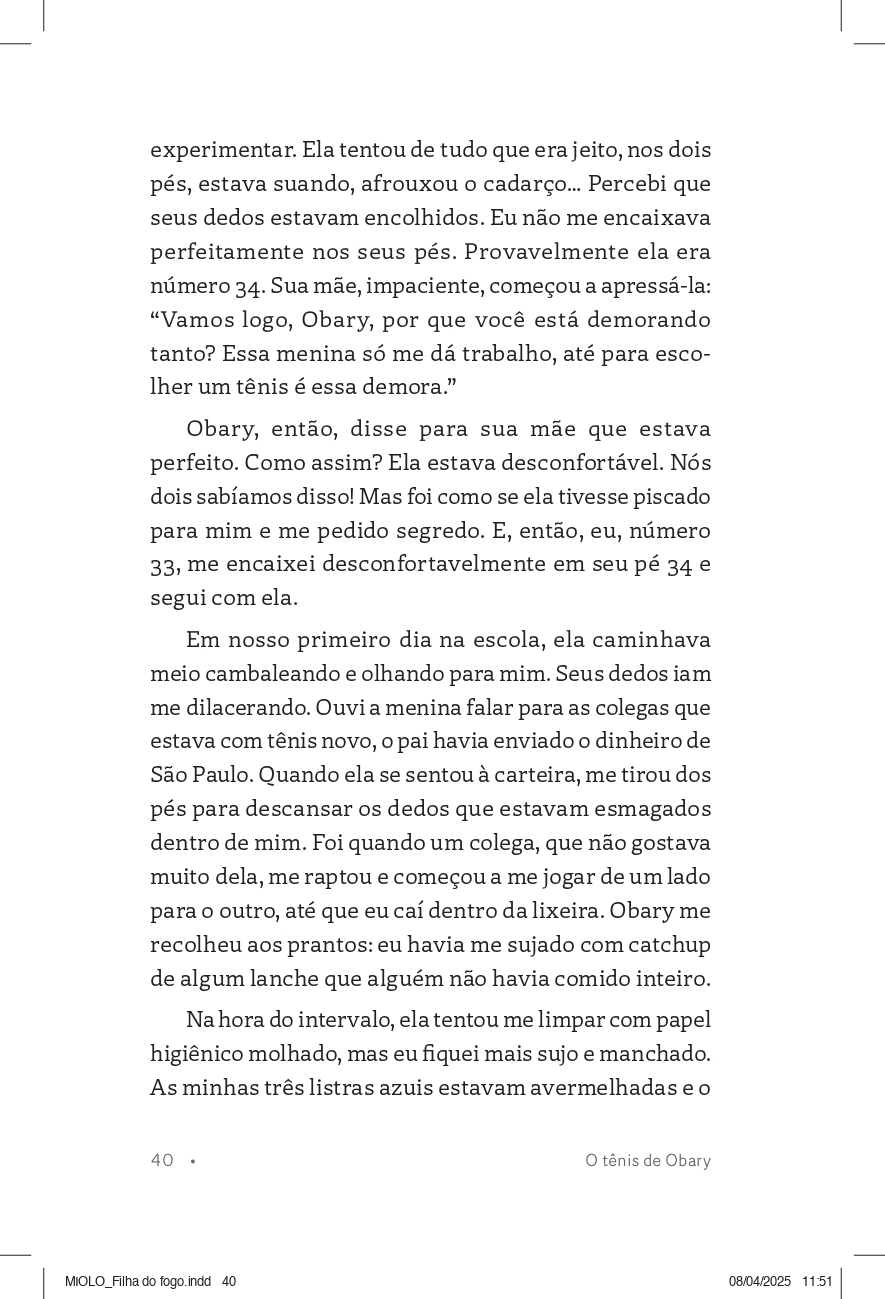 experimentar. Ela tentou de tudo que era jeito, nos dois
pés, estava suando, afrouxou o cadarço… Percebi que
seus dedos estavam encolhidos. Eu não me encaixava
perfeitamente nos seus pés. Provavelmente ela era
número 34. Sua mãe, impaciente, começou a apressá-la:
“Vamos logo, Obary, por que você está demorando
tanto? Essa menina só me dá trabalho, até para esco-
lher um tênis é essa demora.”
Obary, então, disse para sua mãe que estava
perfeito. Como assim? Ela estava desconfortável. Nós
dois sabíamos disso! Mas foi como se ela tivesse piscado
para mim e me pedido segredo. E, então, eu, número
33, me encaixei desconfortavelmente em seu pé 34 e
segui com ela.
Em nosso primeiro dia na escola, ela caminhava
meio cambaleando e olhando para mim. Seus dedos iam
me dilacerando. Ouvi a menina falar para as colegas que
estava com tênis novo, o pai havia enviado o dinheiro de
São Paulo. Quando ela se sentou à carteira, me tirou dos
pés para descansar os dedos que estavam esmagados
dentro de mim. Foi quando um colega, que não gostava
muito dela, me raptou e começou a me jogar de um lado
para o outro, até que eu caí dentro da lixeira. Obary me
recolheu aos prantos: eu havia me sujado com catchup
de algum lanche que alguém não havia comido inteiro.
Na hora do intervalo, ela tentou me limpar com papel
higiênico molhado, mas eu fiquei mais sujo e manchado.
As minhas três listras azuis estavam avermelhadas e o
40 •
O tênis de Obary
MIOLO_Filha do fogo.indd 40
08/04/2025 11:51